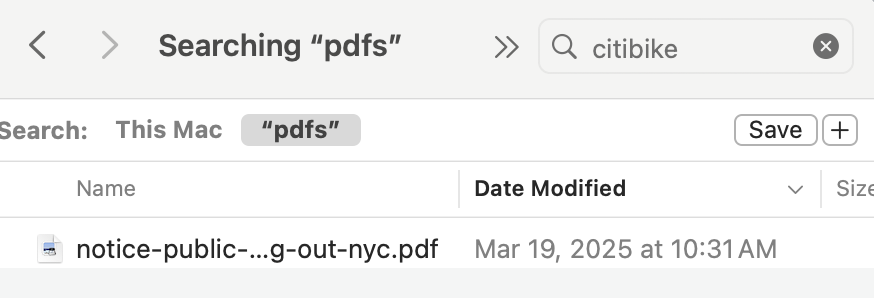 Searching “pdfs”
citibike
Search: This Mac “pdfs” Save +
Name Date Modified Size
notice-public-...g-out-nyc.pdf Mar 19, 2025 at 10:31 AM